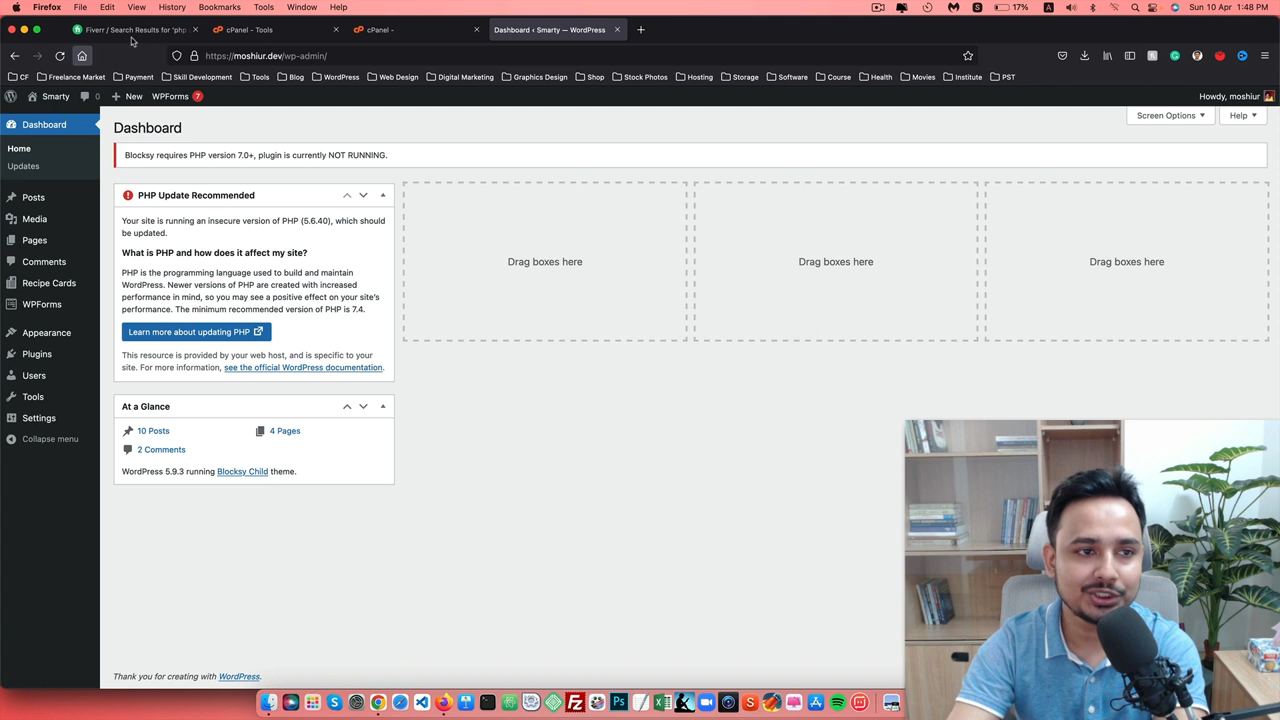 Firefox File Edit View History Bookmarks Tools Window Help 17% A Sun 10 Apr 1:48 PM
Fiverr / Search Results for 'php
cPanel - Tools
cPanel -
Dashboard ‹ Smarty — WordPress
https://moshiur.dev/wp-admin/
CF Freelance Market Payment Skill Development Tools Blog WordPress Web Design Digital Marketing Graphics Design Shop Stock Photos Hosting Storage Software Course Health Movies Institute PST
Smarty 0 New WPForms 7 Howdy, moshiur
Dashboard
Home
Updates
Posts
Media
Pages
Comments
Recipe Cards
WPForms
Appearance
Plugins
Users
Tools
Settings
Collapse menu
Dashboard
Screen Options
Help
Blocksy requires PHP version 7.0+, plugin is currently NOT RUNNING.
PHP Update Recommended
Your site is running an insecure version of PHP (5.6.40), which should
be updated.
What is PHP and how does it affect my site?
PHP is the programming language used to build and maintain
WordPress. Newer versions of PHP are created with increased
performance in mind, so you may see a positive effect on your site's
performance. The minimum recommended version of PHP is 7.4.
Learn more about updating PHP
This resource is provided by your web host, and is specific to your
site. For more information, see the official WordPress documentation.
At a Glance
10 Posts
4 Pages
2 Comments
WordPress 5.9.3 running Blocksy Child theme.
Drag boxes here
Drag boxes here
Drag boxes here
Thank you for creating with WordPress.